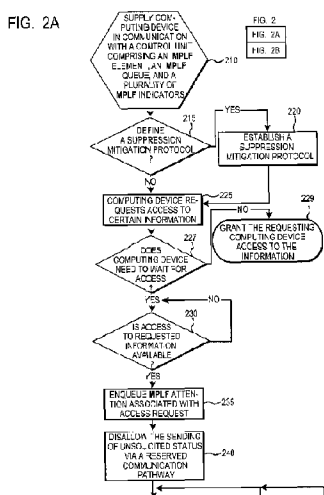 FIG. 2A
FIG. 2
FIG. 2A
FIG. 2B
SUPPLY COM-
PUTING DEVICE
IN COMMUNICATION
WITH A CONTROL UNIT
COMPRISING AN MPLF
ELEMENT, AN MPLF
QUEUE, AND A
PLURALITY OF
MPLF INDICATORS
210
215
DEFINE
A SUPPRESSION
MITIGATION PROTOCOL
?
YES
220
ESTABLISH A
SUPPRESSION
MITIGATION PROTOCOL
NO
225
COMPUTING DEVICE RE-
QUESTS ACCESS TO
CERTAIN INFORMATION
227
DOES
COMPUTING DEVICE
NEED TO WAIT FOR
ACCESS
?
NO
229
GRANT THE REQUESTING
COMPUTING DEVICE
ACCESS TO THE
INFORMATION
YES
NO
230
IS ACCESS
TO REQUESTED
INFORMATION
AVAILABLE
?
YES
ENQUEUE MPLF ATTEN-
TION ASSOCIATED WITH
ACCESS REQUEST
235
DISALLOW THE SENDING
OF UNSOLICITED STATUS
VIA A RESERVED
COMMUNICATION
PATHWAY
240